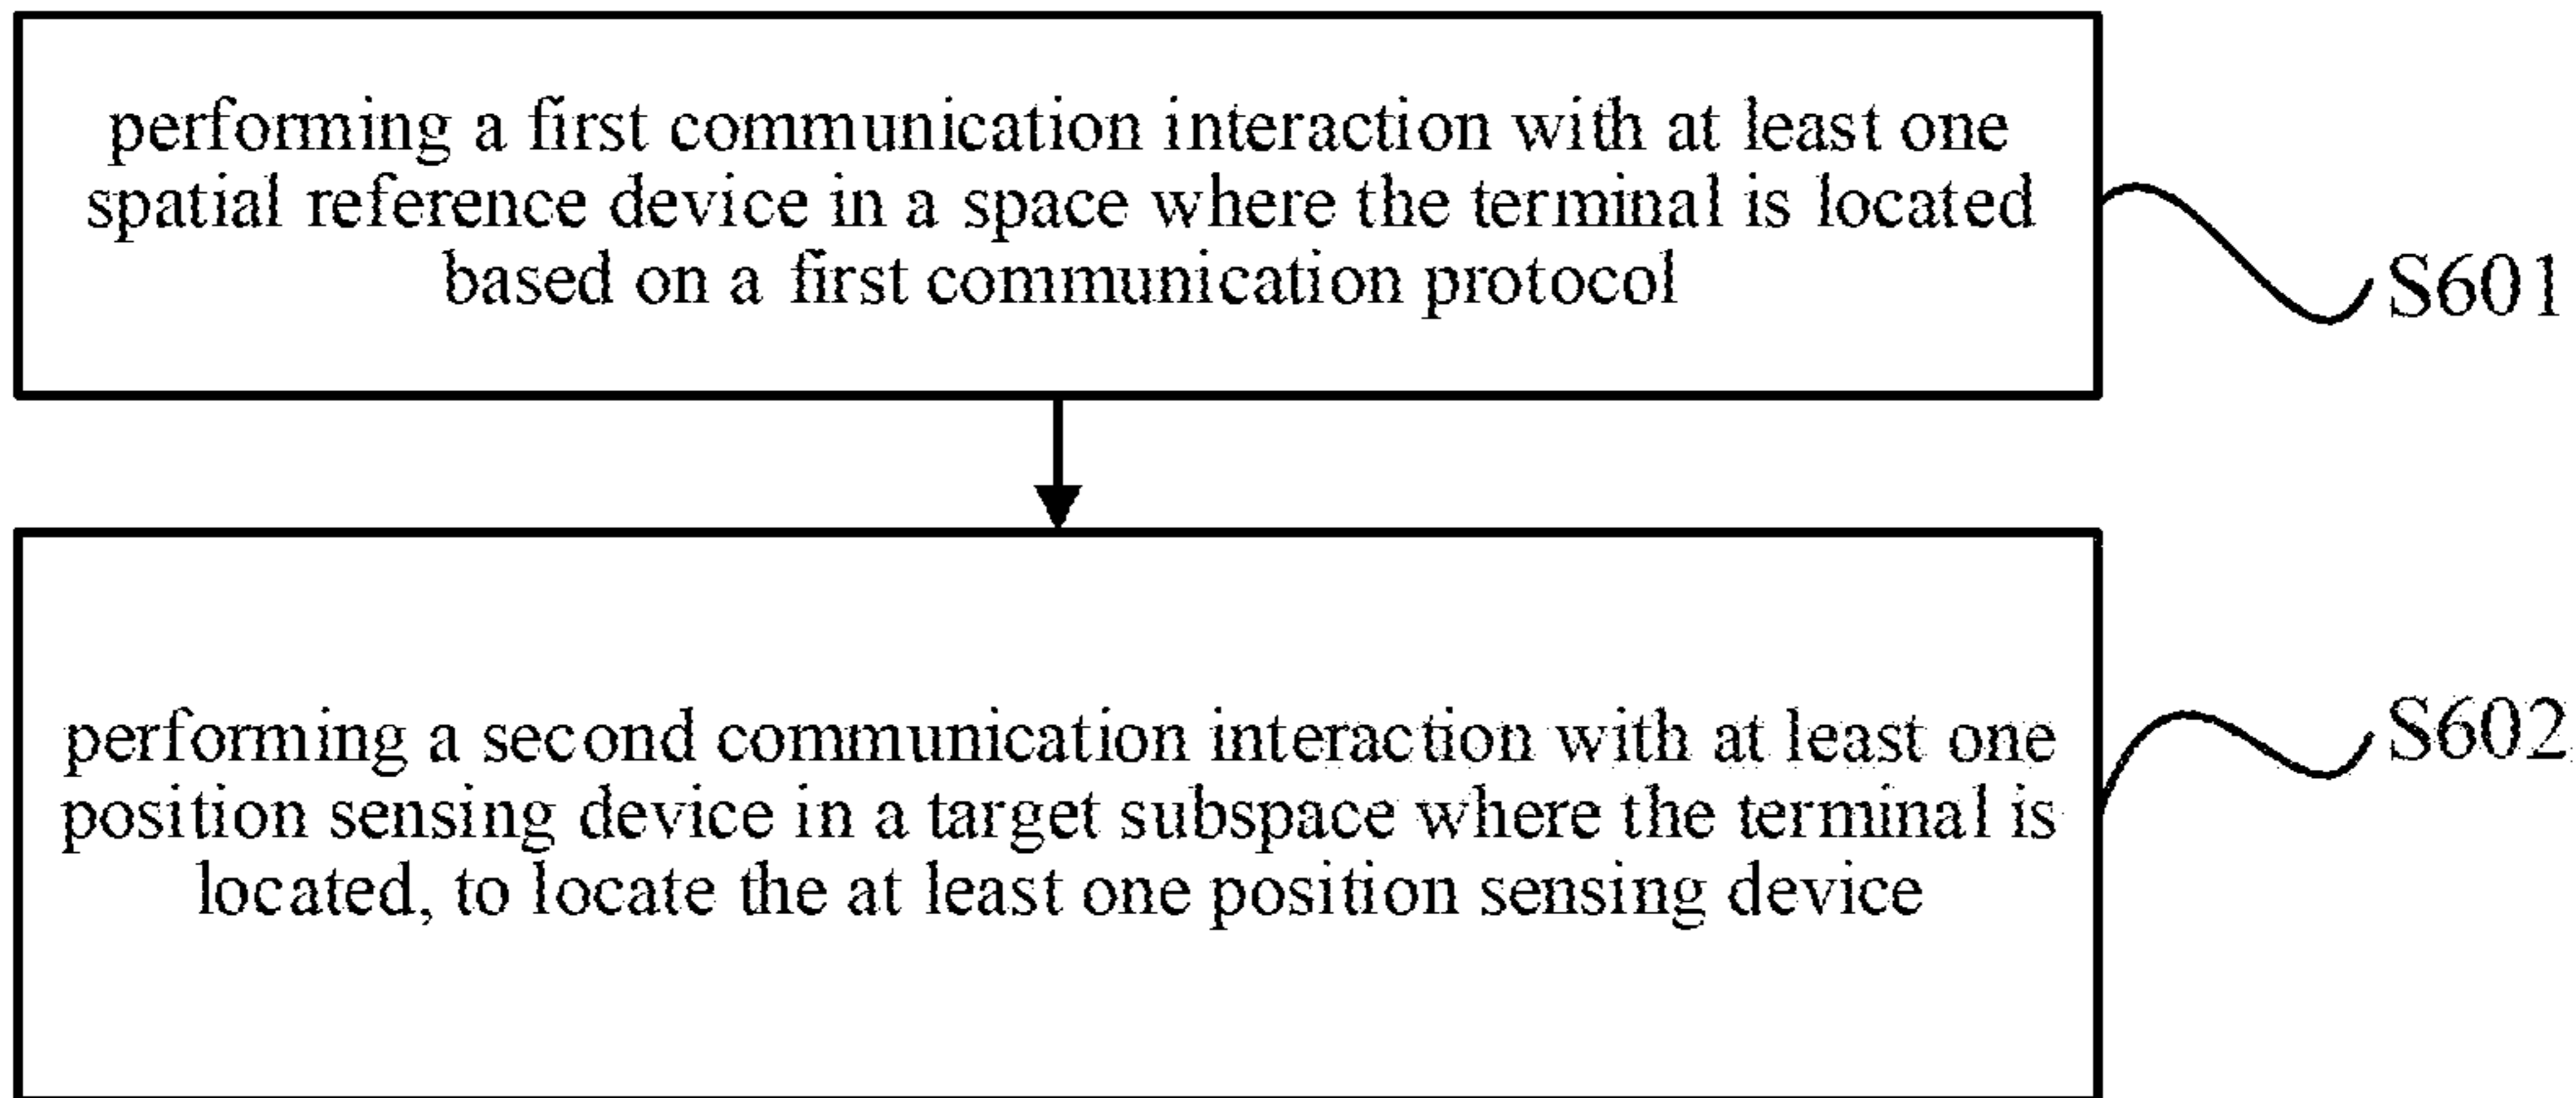 performing a first communication interaction with at least one
spatial reference device in a space where the terminal is located
based on a first communication protocol
S601
performing a second communication interaction with at least one
position sensing device in a target subspace where the terminal is
located, to locate the at least one position sensing device
S602